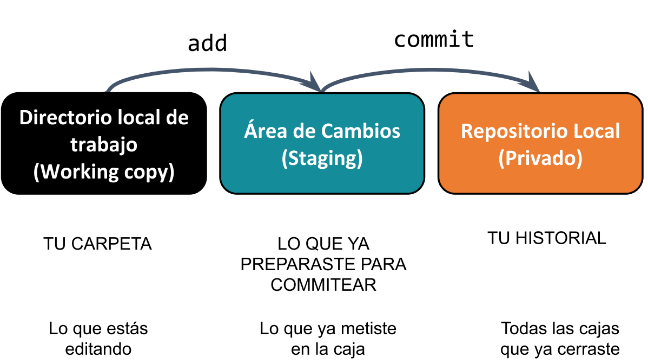 add
commit
Directorio local de
trabajo
(Working copy)
Área de Cambios
(Staging)
Repositorio Local
(Privado)
TU CARPETA
LO QUE YA
PREPARASTE PARA
COMMITEAR
TU HISTORIAL
Lo que estás
editando
Lo que ya metiste
en la caja
Todas las cajas
que ya cerraste